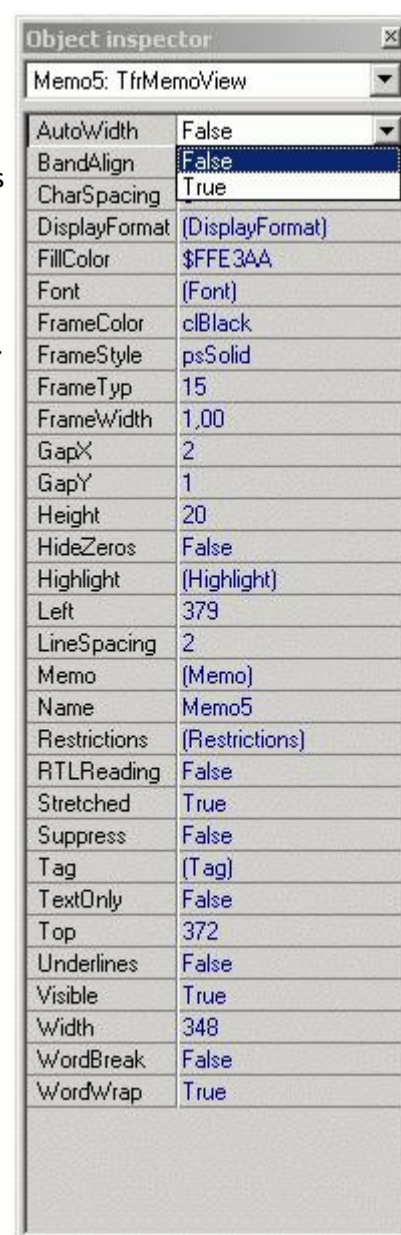 Object inspector
Memo5: TfrMemoView
AutoWidth False
BandAlign False
CharSpacing True
DisplayFormat (DisplayFormat)
FillColor $FFE3AA
Font (Font)
FrameColor clBlack
FrameStyle psSolid
FrameTyp 15
FrameWidth 1,00
GapX 2
GapY 1
Height 20
HideZeros False
Highlight (Highlight)
Left 379
LineSpacing 2
Memo (Memo)
Name Memo5
Restrictions (Restrictions)
RTLReading False
Stretched True
Suppress False
Tag (Tag)
TextOnly False
Top 372
Underlines False
Visible True
Width 348
WordBreak False
WordWrap True